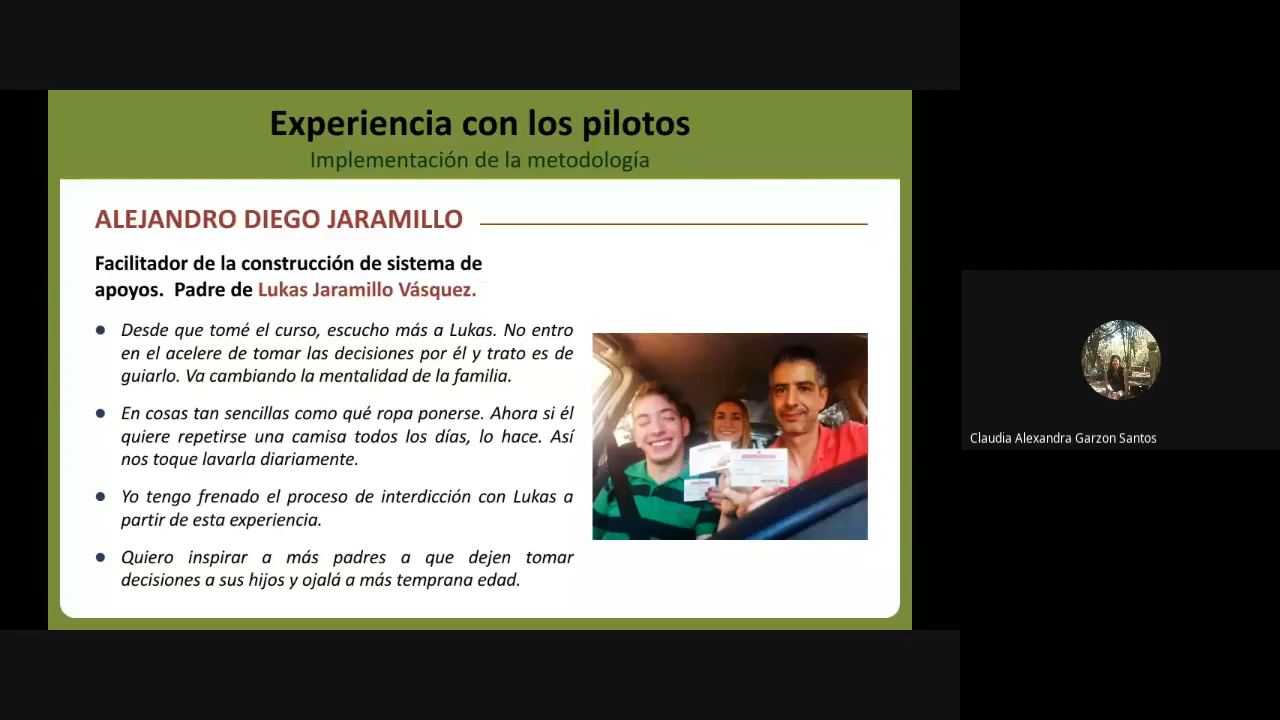 Experiencia con los pilotos
Implementación de la metodología
ALEJANDRO DIEGO JARAMILLO
Facilitador de la construcción de sistema de
apoyos. Padre de Lukas Jaramillo Vásquez.
Desde que tomé el curso, escucho más a Lukas. No entro
en el acelere de tomar las decisiones por él y trato es de
guiarlo. Va cambiando la mentalidad de la familia.
En cosas tan sencillas como qué ropa ponerse. Ahora si él
quiere repetirse una camisa todos los días, lo hace. Así
nos toque lavarla diariamente.
Yo tengo frenado el proceso de interdicción con Lukas a
partir de esta experiencia.
Quiero inspirar a más padres a que dejen tomar
decisiones a sus hijos y ojalá a más temprana edad.
Claudia Alexandra Garzon Santos